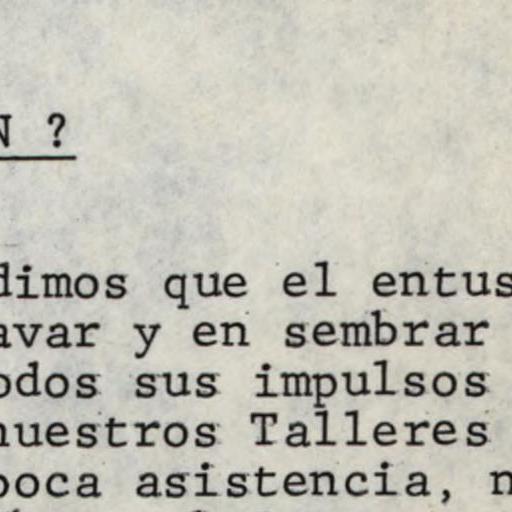 N ?
dimos que el entus
avar y en sembrar
odos sus impulsos
nuestros Talleres
poca asistencia, n